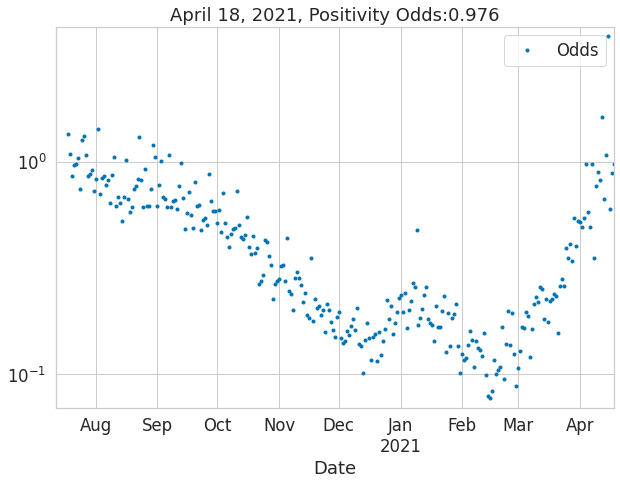 April 18, 2021, Positivity Odds:0.976
Odds
10⁰
10⁻¹
Aug Sep Oct Nov Dec Jan Feb Mar Apr
2021
Date